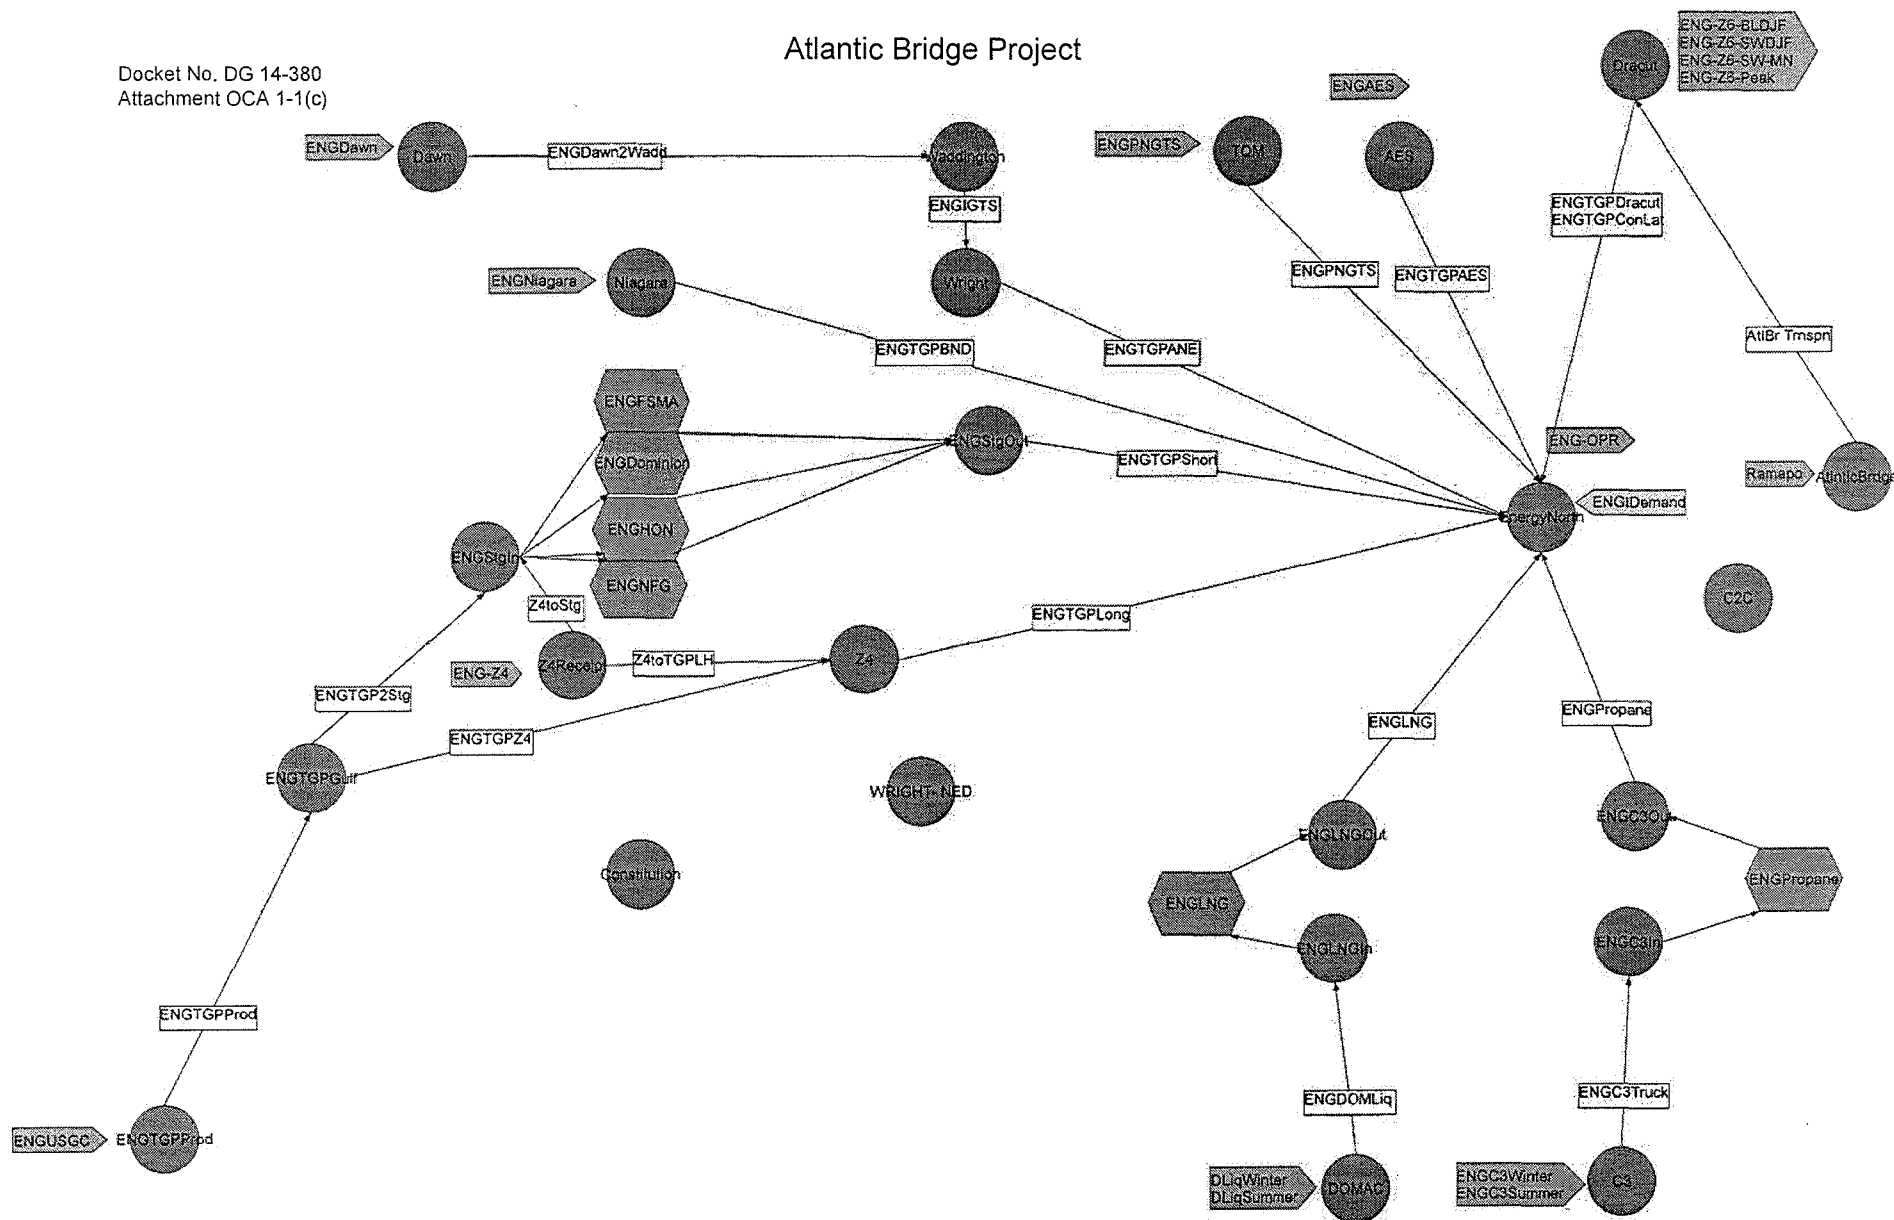 Atlantic Bridge Project
Docket No. DG 14-380
Attachment OCA 1-1(c)
ENG-Z6-BLDJF
ENG-Z6-SWDJF
ENG-Z6-SW-MN
ENG-Z6-Peak
Dracut
ENGAES
ENGDawn
Dawn
ENGDawn2Wadd
Waddington
ENGPNGTS
TQM
AES
ENGIGTS
ENGTGPDracut
ENGTGPConLat
ENGNiagara
Niagara
Wright
ENGPNGTS
ENGTGPAES
ENGTGPBND
ENGTGPANE
AtlBr Trnspn
ENGFSMA
ENGStgOut
ENG-OPR
ENGDominion
ENGTGPShort
Ramapo
AtlnticBrdge
ENGIDemand
EnergyNorth
ENGHON
ENGStgIn
ENGNFG
C2C
Z4toStg
ENGTGPLong
ENG-Z4
Z4Receipt
Z4toTGPLH
Z4
ENGTGP2Stg
ENGPropane
ENGLNG
ENGTGPZ4
ENGTGPGulf
WRIGHT- NED
ENGLNGOut
ENGC3Out
Constitution
ENGPropane
ENGLNG
ENGLNGIn
ENGC3In
ENGTGPProd
ENGDOMLiq
ENGC3Truck
ENGUSGC
ENGTGPProd
DLiqWinter
DLiqSummer
DOMAC
ENGC3Winter
ENGC3Summer
C3